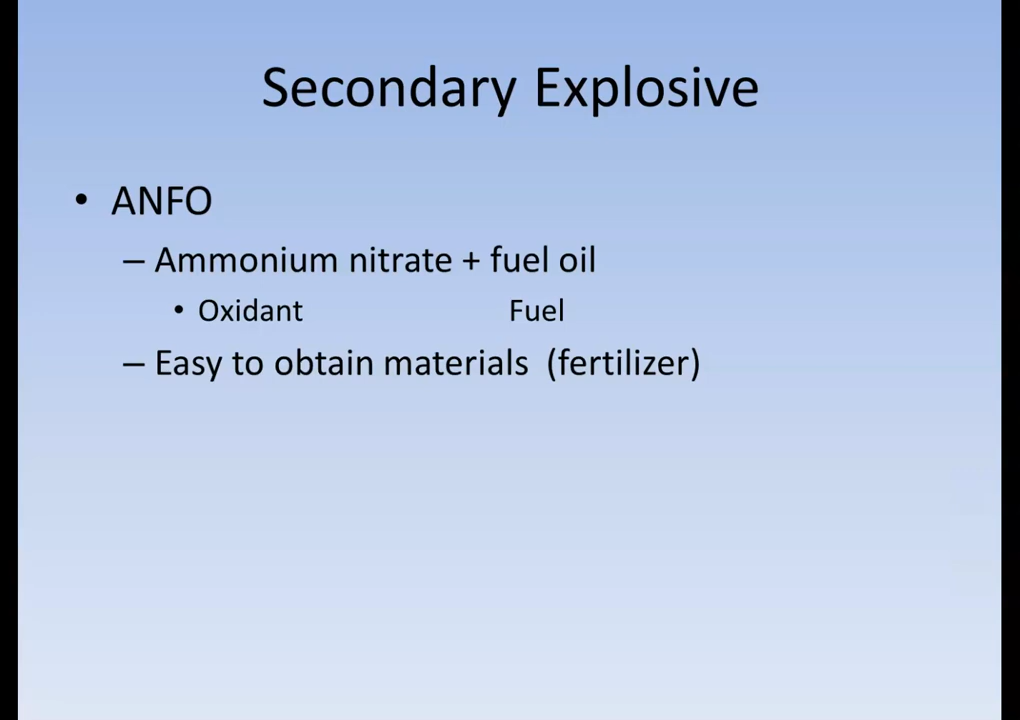 Secondary Explosive
• ANFO
– Ammonium nitrate + fuel oil
• Oxidant Fuel
– Easy to obtain materials (fertilizer)